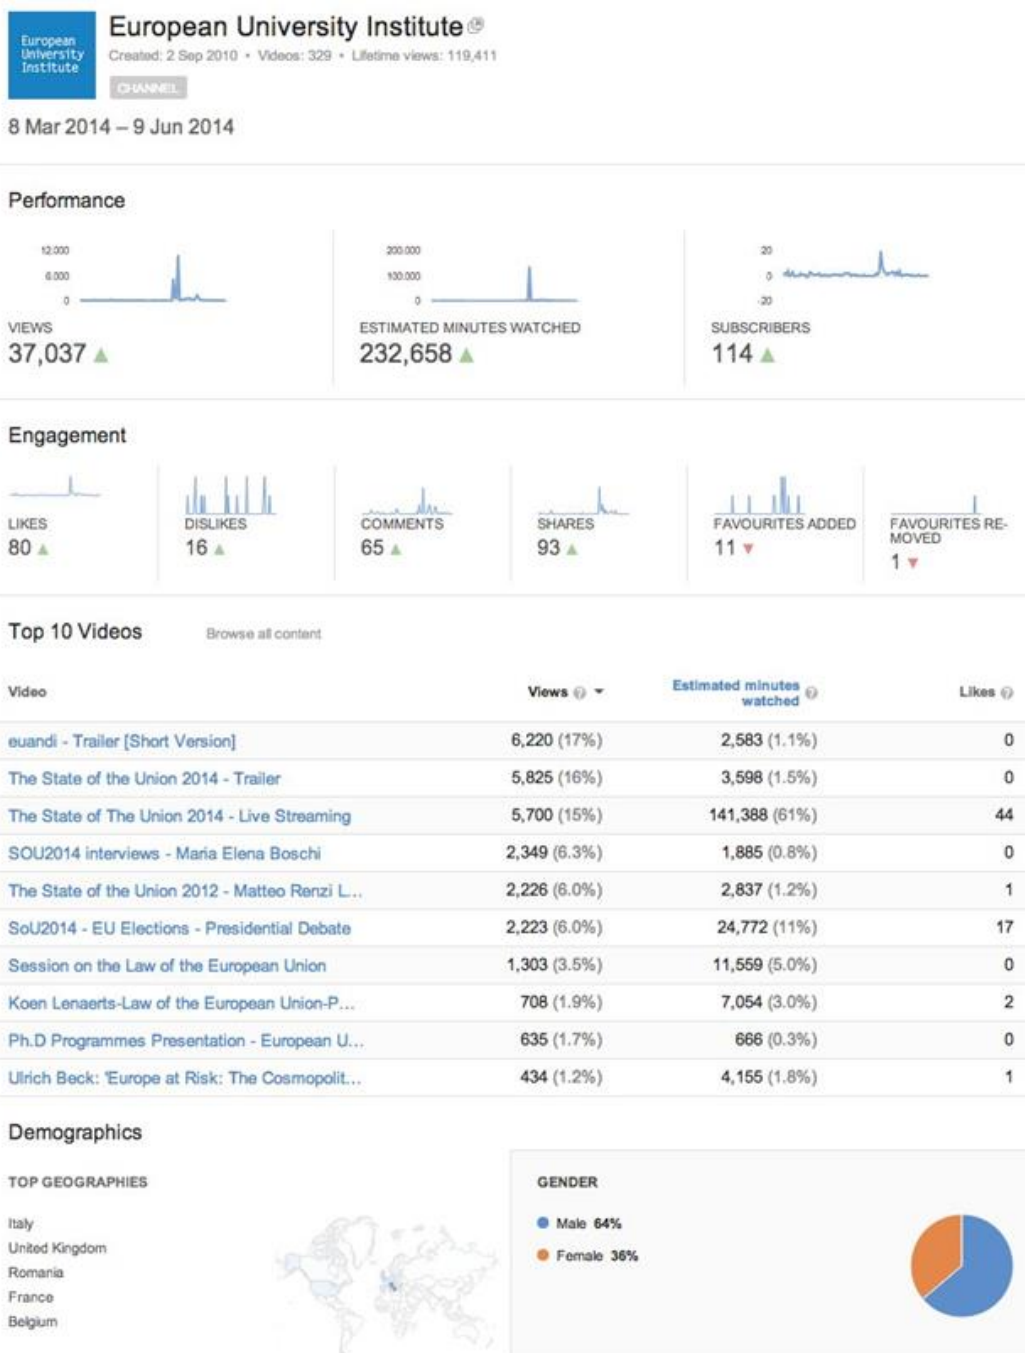 European
University
Institute
European University Institute
Created: 2 Sep 2010 • Videos: 329 • Lifetime views: 119,411
CHANNEL
8 Mar 2014 – 9 Jun 2014
Performance
12.000
6.000
0
VIEWS
37,037
200.000
100.000
0
ESTIMATED MINUTES WATCHED
232,658
20
0
-20
SUBSCRIBERS
114
Engagement
LIKES
80
DISLIKES
16
COMMENTS
65
SHARES
93
FAVOURITES ADDED
11
FAVOURITES RE-
MOVED
1
Top 10 Videos Browse all content
Video Views Estimated minutes watched Likes
euandi - Trailer [Short Version] 6,220 (17%) 2,583 (1.1%) 0
The State of the Union 2014 - Trailer 5,825 (16%) 3,598 (1.5%) 0
The State of The Union 2014 - Live Streaming 5,700 (15%) 141,388 (61%) 44
SOU2014 interviews - Maria Elena Boschi 2,349 (6.3%) 1,885 (0.8%) 0
The State of the Union 2012 - Matteo Renzi L... 2,226 (6.0%) 2,837 (1.2%) 1
SoU2014 - EU Elections - Presidential Debate 2,223 (6.0%) 24,772 (11%) 17
Session on the Law of the European Union 1,303 (3.5%) 11,559 (5.0%) 0
Koen Lenaerts-Law of the European Union-P... 708 (1.9%) 7,054 (3.0%) 2
Ph.D Programmes Presentation - European U... 635 (1.7%) 666 (0.3%) 0
Ulrich Beck: 'Europe at Risk: The Cosmopolit... 434 (1.2%) 4,155 (1.8%) 1
Demographics
TOP GEOGRAPHIES
Italy
United Kingdom
Romania
France
Belgium
GENDER
Male 64%
Female 36%